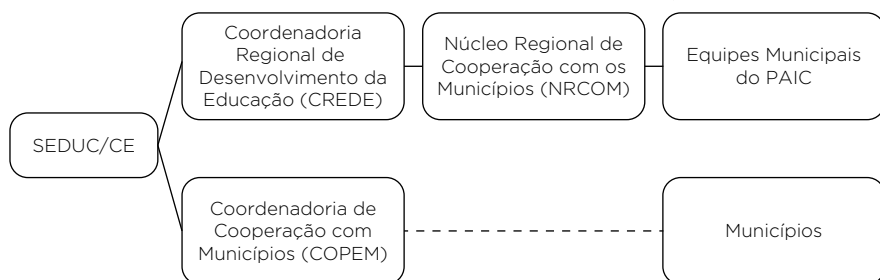 SEDUC/CE
Coordenadoria
Regional de
Desenvolvimento da
Educação (CREDE)
Núcleo Regional de
Cooperação com os
Municípios (NRCOM)
Equipes Municipais
do PAIC
Coordenadoria de
Cooperação com
Municípios (COPEM)
Municípios